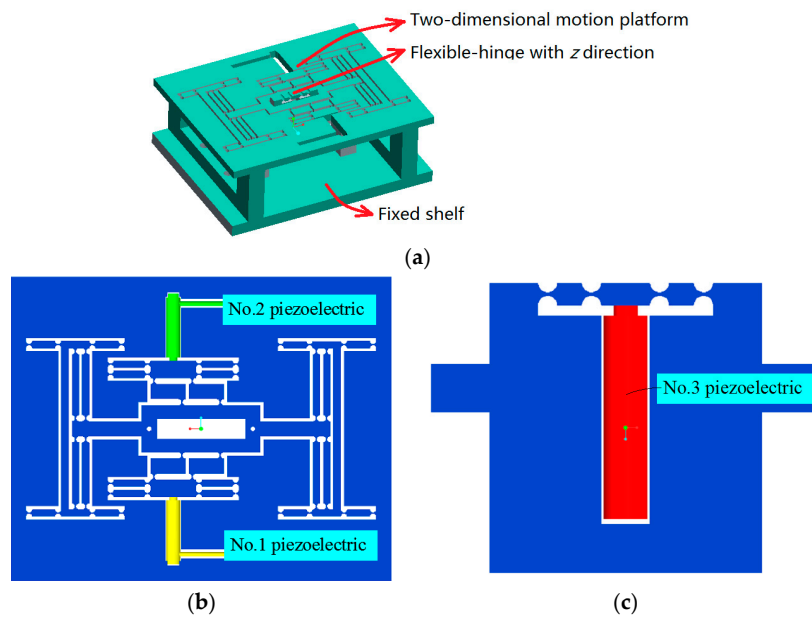 Two-dimensional motion platform
Flexible-hinge with z direction
Fixed shelf
(a)
No.2 piezoelectric
No.1 piezoelectric
No.3 piezoelectric
(b)
(c)